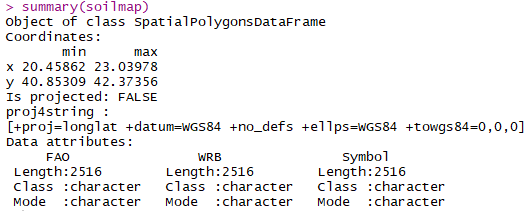 > summary(soilmap)
Object of class SpatialPolygonsDataFrame
Coordinates:
       min      max
x 20.45862 23.03978
y 40.85309 42.37356
Is projected: FALSE
proj4string :
[+proj=longlat +datum=WGS84 +no_defs +ellps=WGS84 +towgs84=0,0,0]
Data attributes:
     FAO                WRB               Symbol
 Length:2516        Length:2516        Length:2516
 Class :character   Class :character   Class :character
 Mode  :character   Mode  :character   Mode  :character